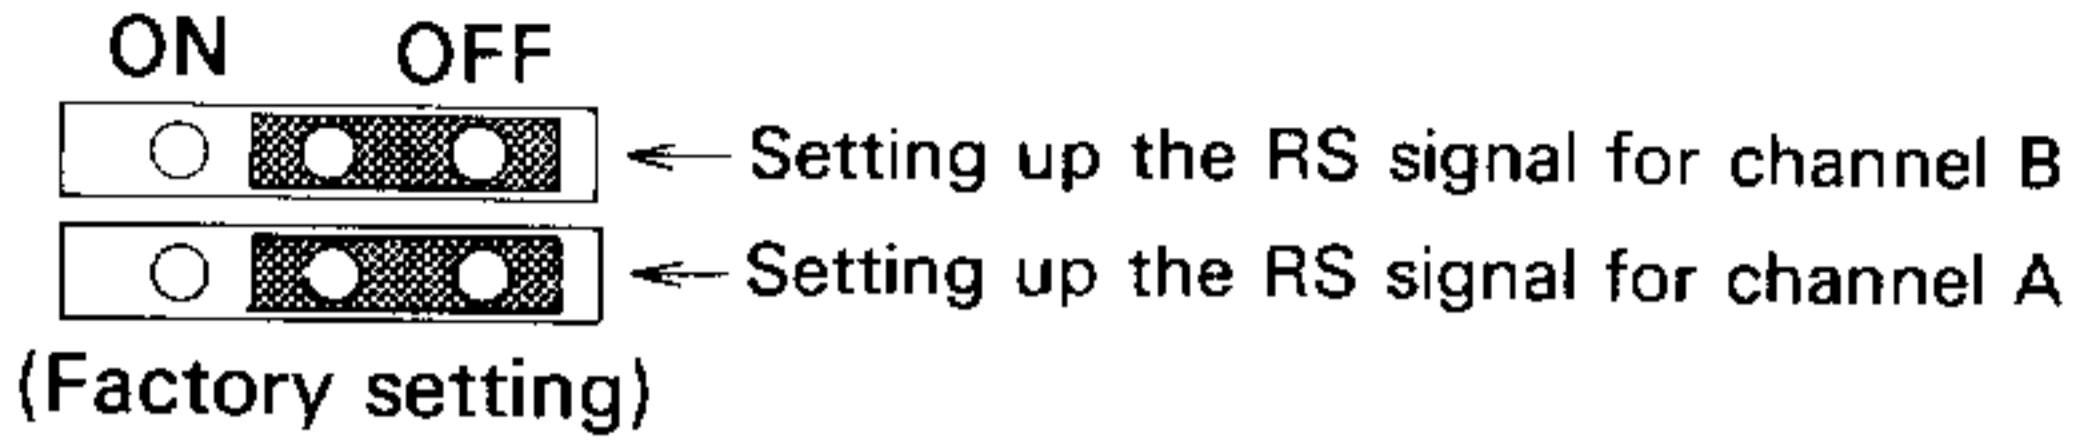 ON OFF
Setting up the RS signal for channel B
Setting up the RS signal for channel A
(Factory setting)